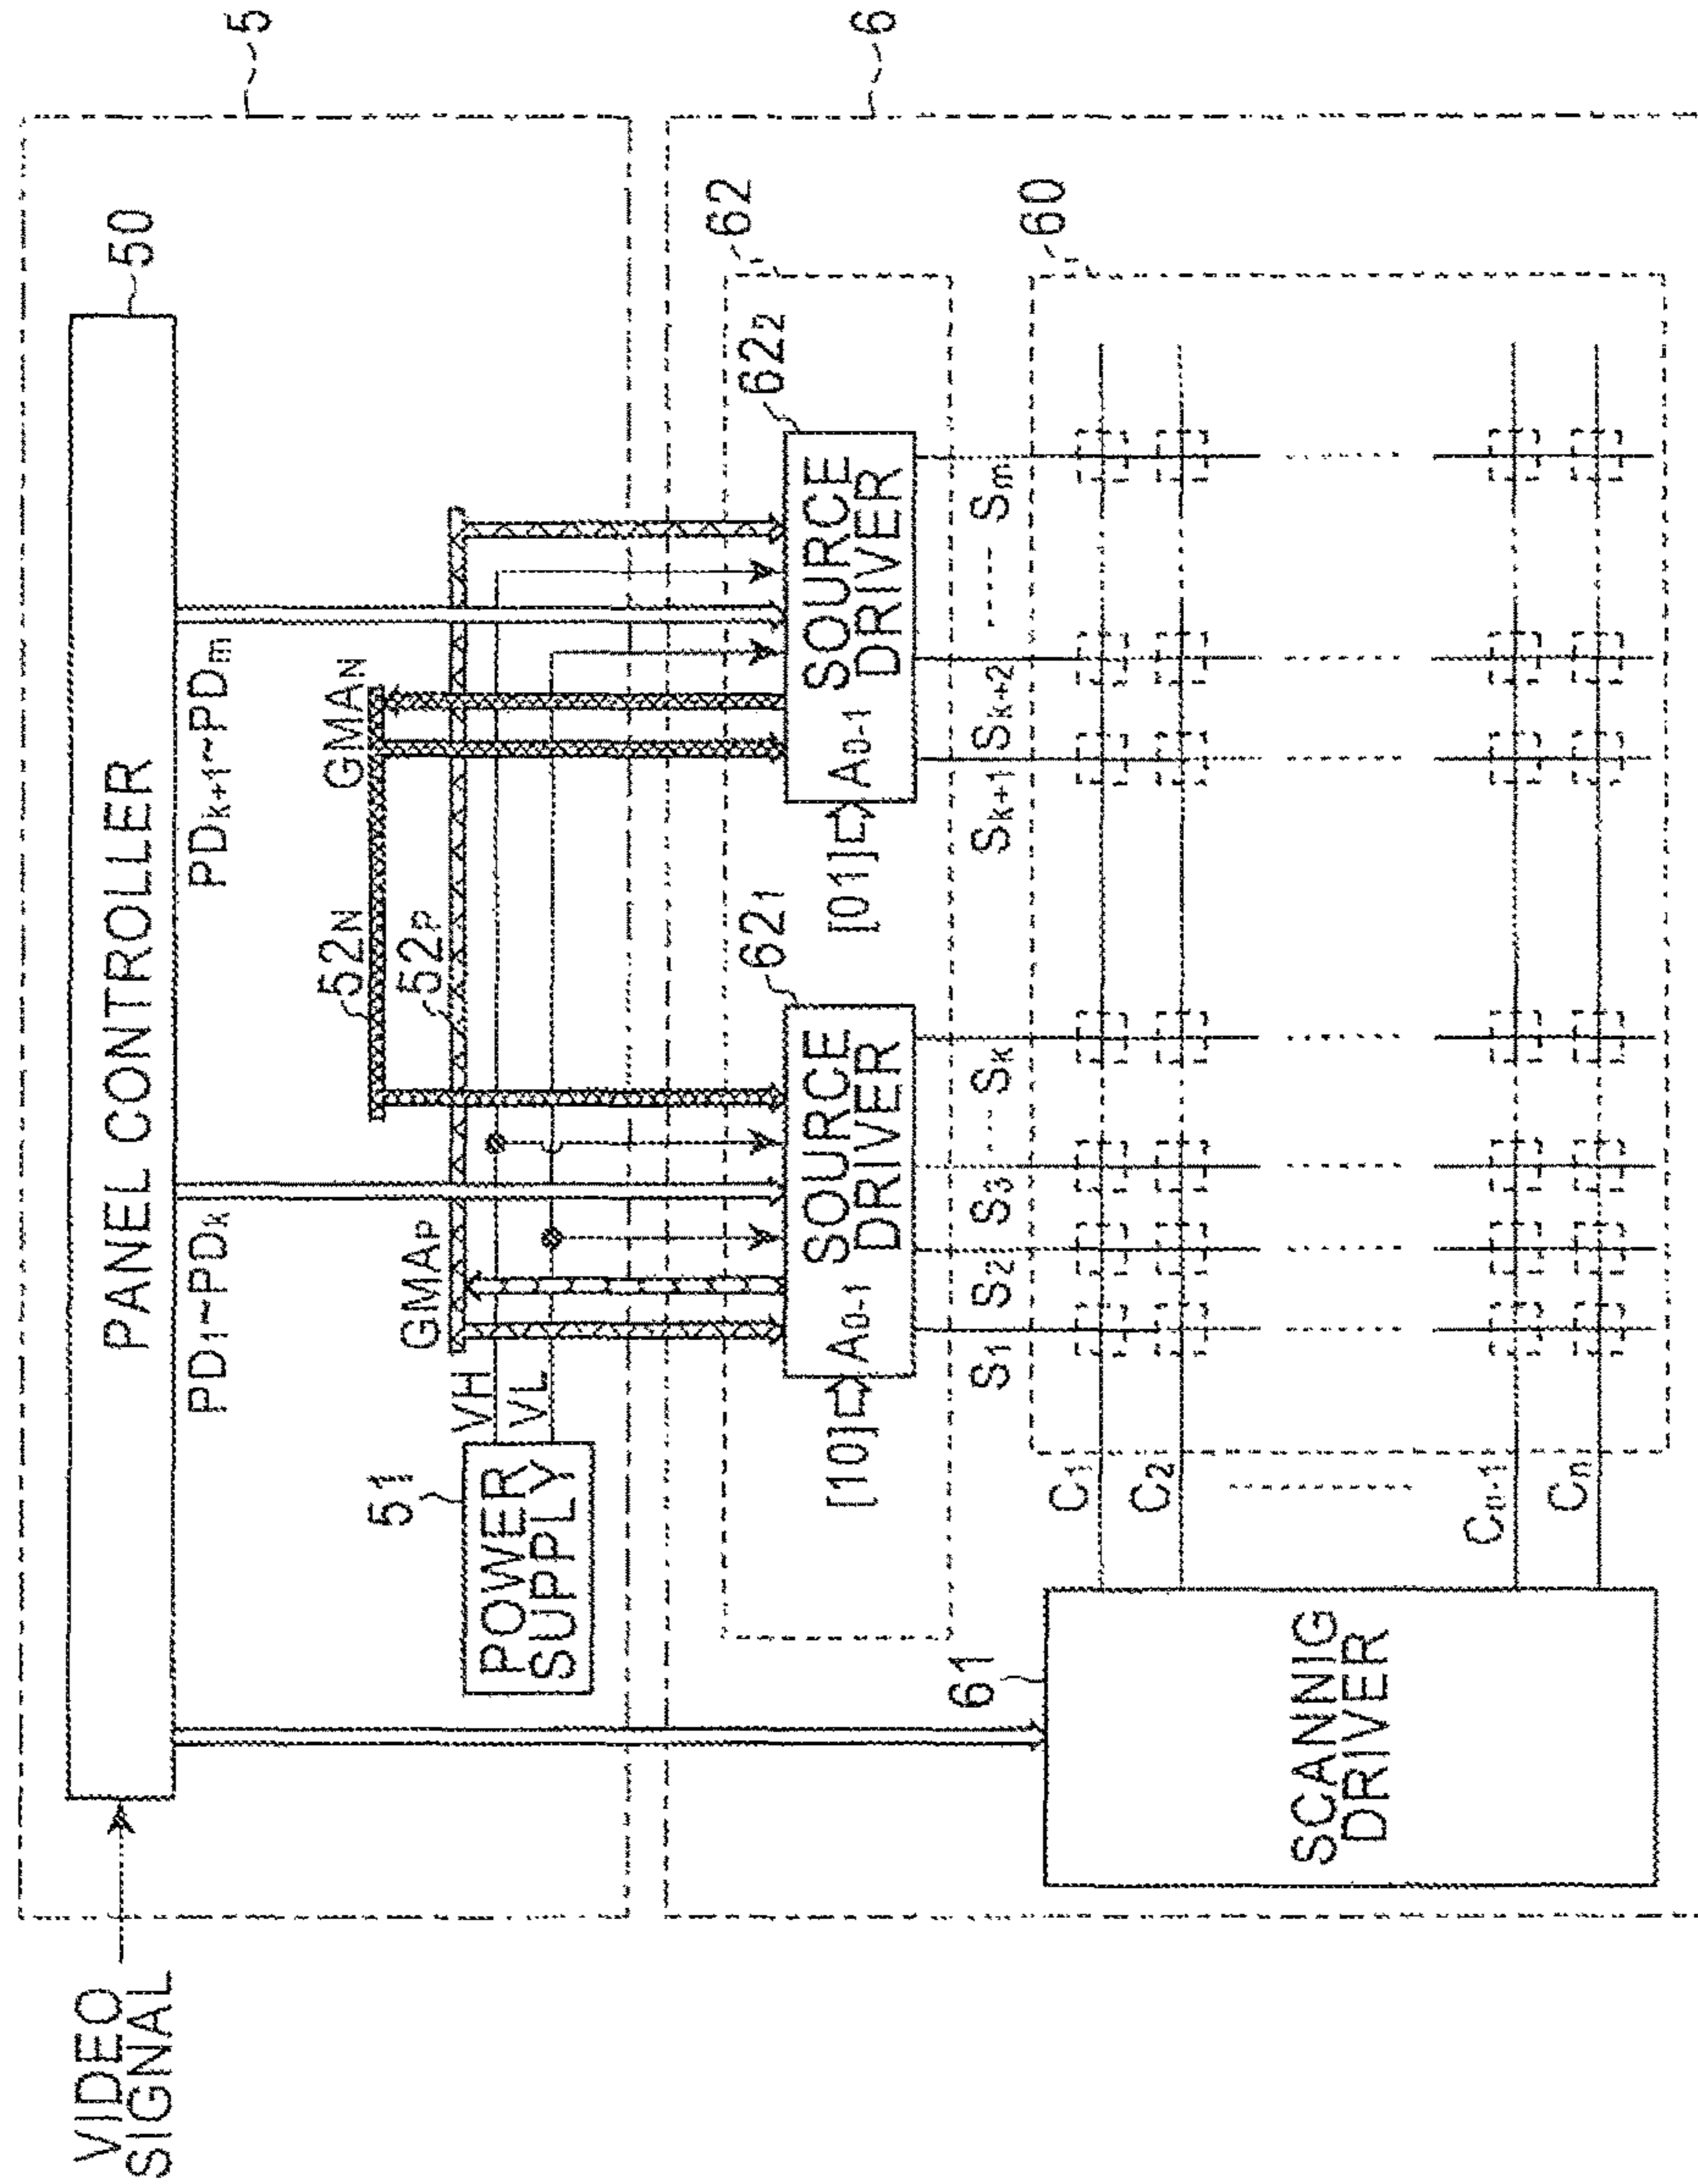 VIDEO
SIGNAL
PANEL CONTROLLER
50
5
PD1~PDk
PDk+1~PDm
52N
GMAN
52P
GMAP
51
POWER
SUPPLY
VH
VL
6
62
621
622
[10]
A0-1
SOURCE
DRIVER
[01]
A0-1
SOURCE
DRIVER
S1 S2 S3 ---- Sk
Sk+1 Sk+2 ----- Sm
60
61
SCANNIG
DRIVER
C1
C2
Cn-1
Cn